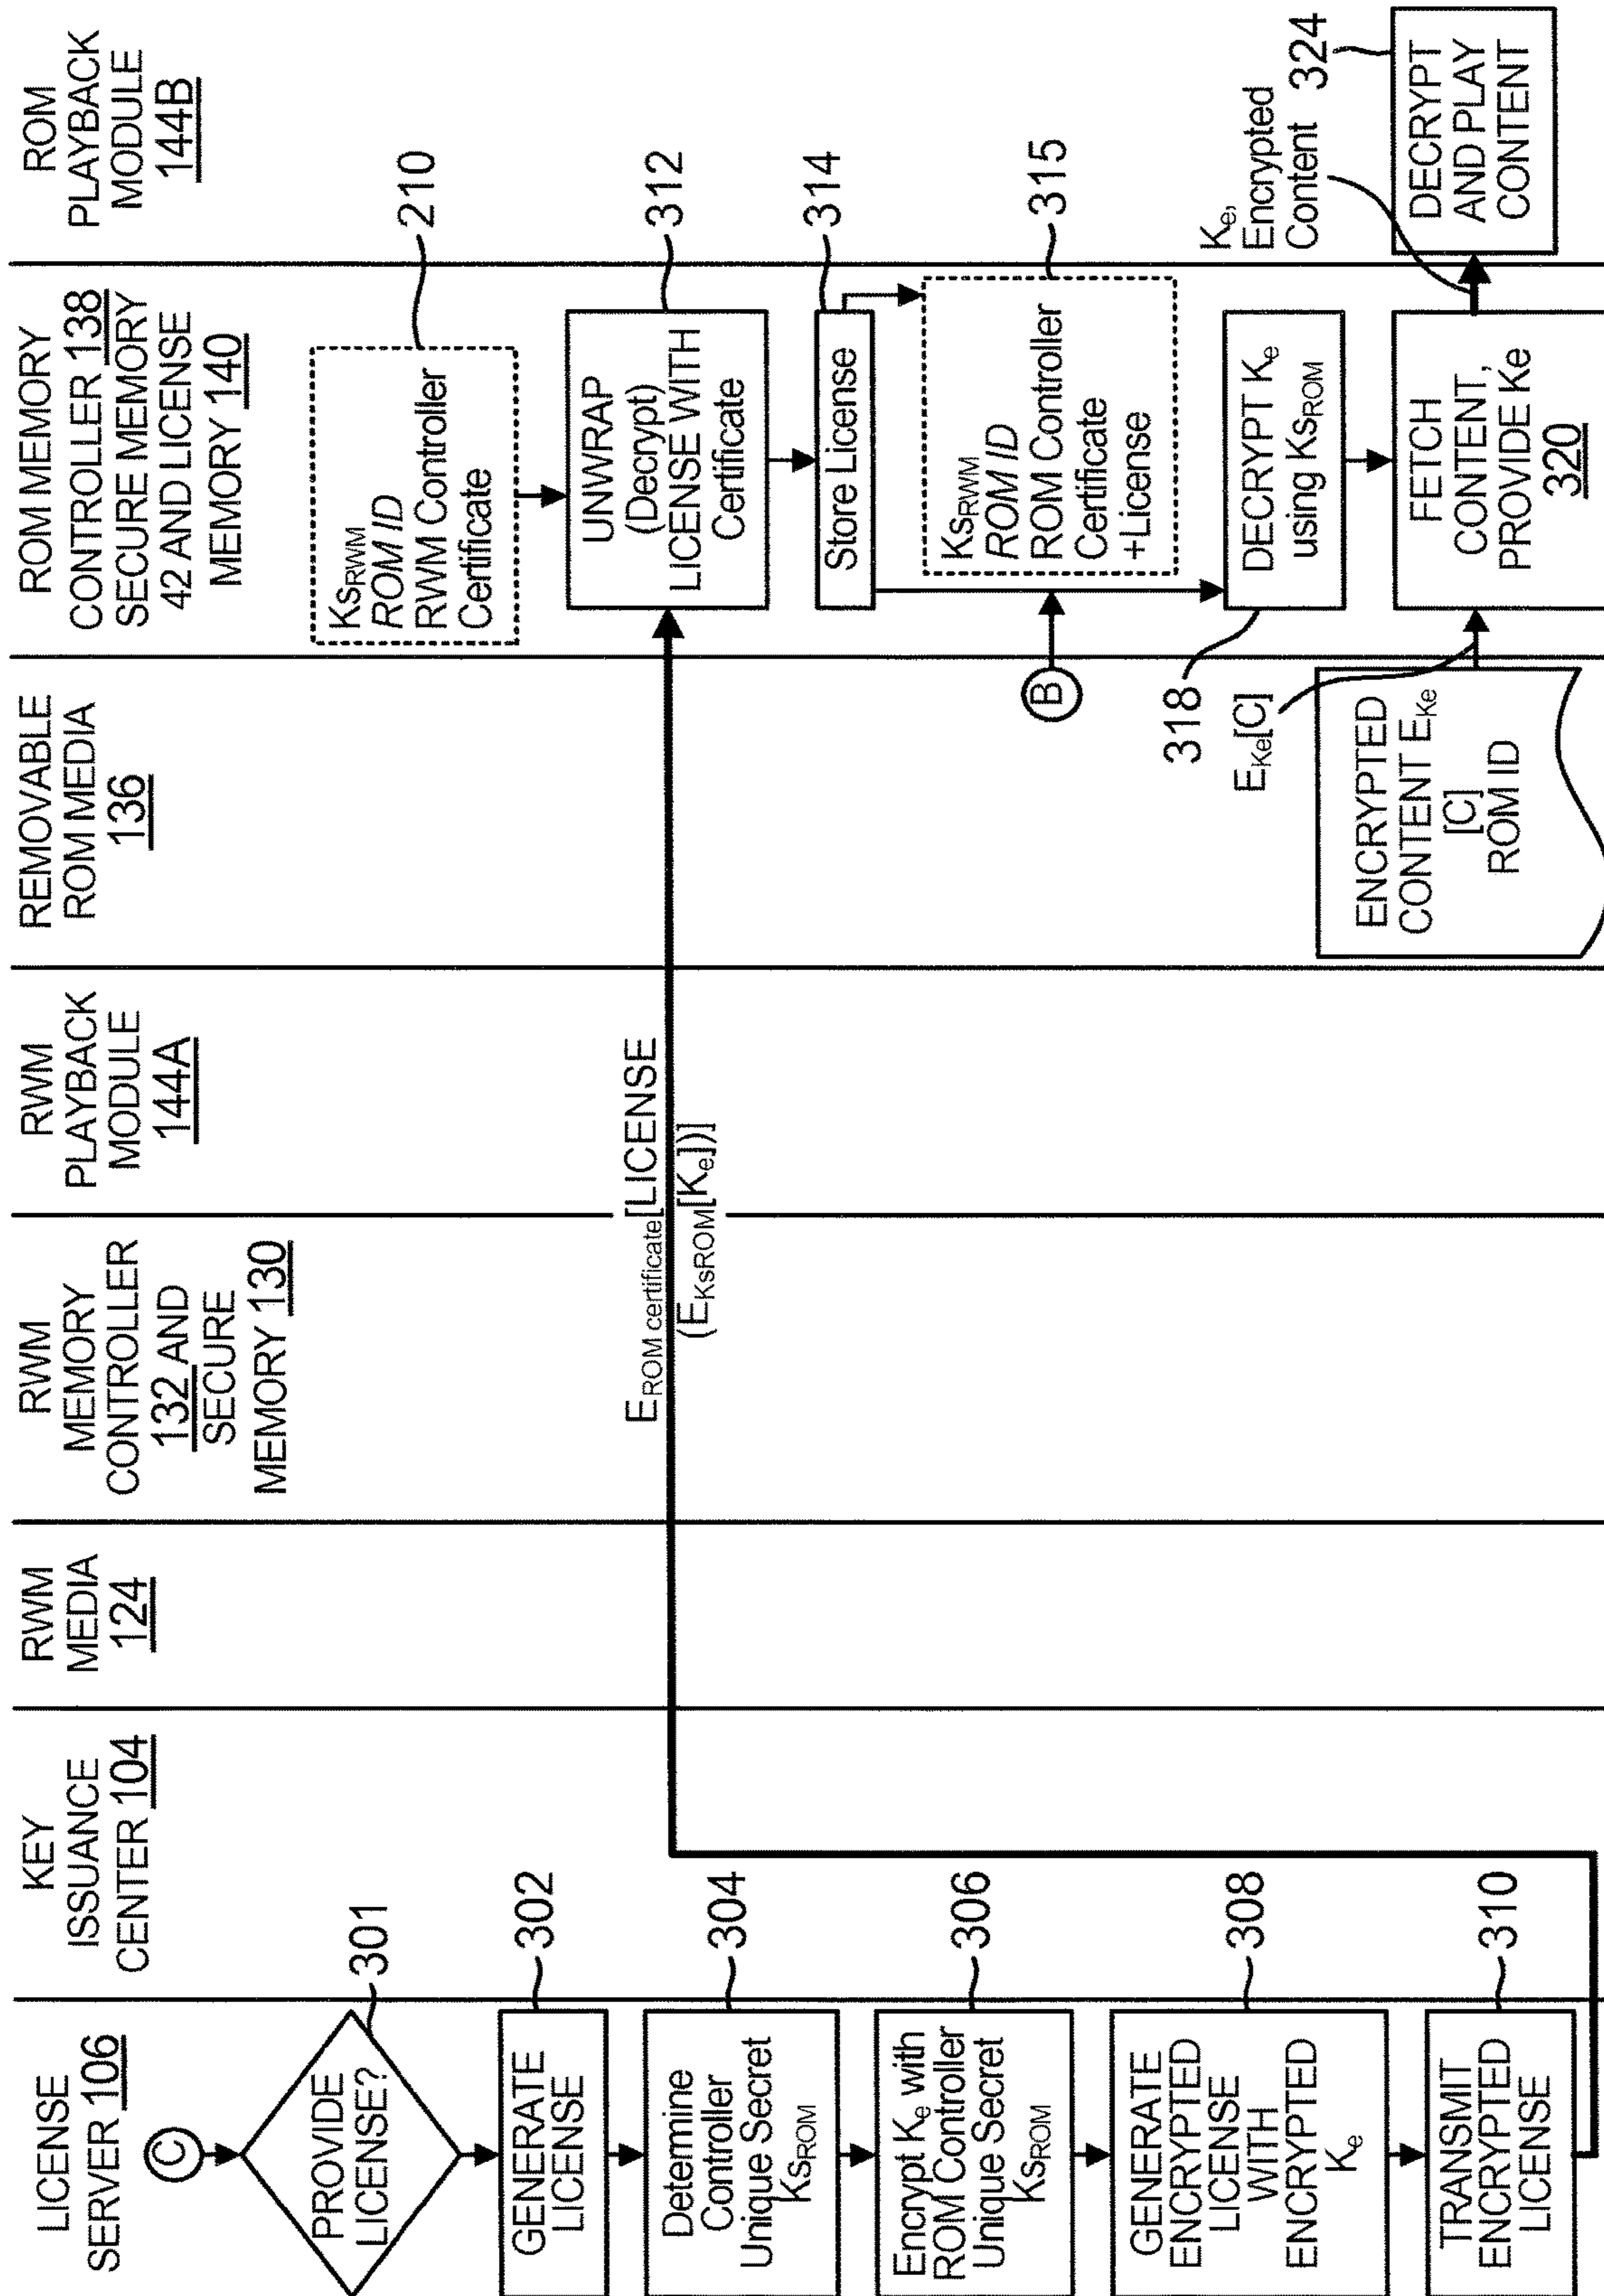 LICENSE
SERVER 106
KEY
ISSUANCE
CENTER 104
RWM
MEDIA
124
RWM
MEMORY
CONTROLLER
132 AND
SECURE
MEMORY 130
RWM
PLAYBACK
MODULE
144A
REMOVABLE
ROM MEDIA
136
ROM MEMORY
CONTROLLER 138
SECURE MEMORY
42 AND LICENSE
MEMORY 140
ROM
PLAYBACK
MODULE
144B
C
PROVIDE
LICENSE?
301
GENERATE
LICENSE
302
Determine
Controller
Unique Secret
KsROM
304
Encrypt Ke with
ROM Controller
Unique Secret
KsROM
306
GENERATE
ENCRYPTED
LICENSE
WITH
ENCRYPTED
Ke
308
TRANSMIT
ENCRYPTED
LICENSE
310
EROM certificate[LICENSE
(EKsROM[Ke])]
KsRWM
ROM ID
RWM Controller
Certificate
210
UNWRAP
(Decrypt)
LICENSE WITH
Certificate
312
Store License
314
KsRWM
ROM ID
ROM Controller
Certificate
+License
315
B
DECRYPT Ke
using KsROM
318
EKe[C]
ENCRYPTED
CONTENT EKe
[C]
ROM ID
FETCH
CONTENT,
PROVIDE Ke
320
Ke,
Encrypted
Content
324
DECRYPT
AND PLAY
CONTENT